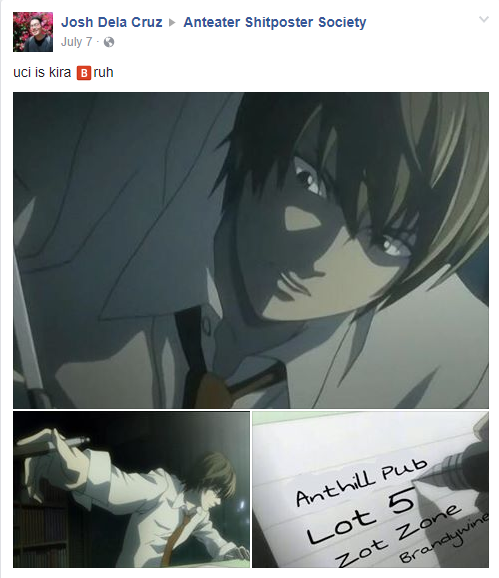 Josh Dela Cruz ▸ Anteater Shitposter Society
July 7 ·
uci is kira 🅱ruh
Anthill Pub
Lot 5
Zot Zone
Brandywine